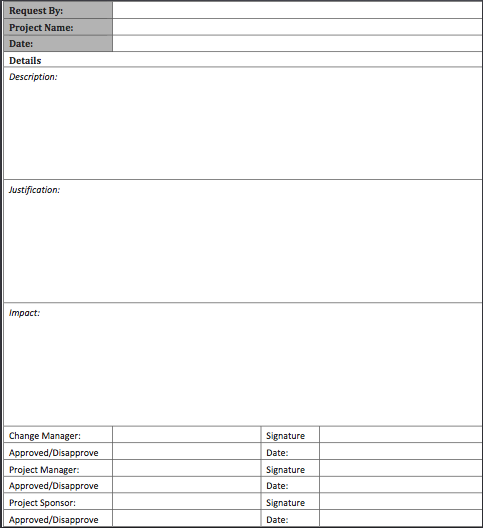 Request By:
Project Name:
Date:
Details
Description:
Justification:
Impact:
Change Manager: Signature
Approved/Disapprove Date:
Project Manager: Signature
Approved/Disapprove Date:
Project Sponsor: Signature
Approved/Disapprove Date: